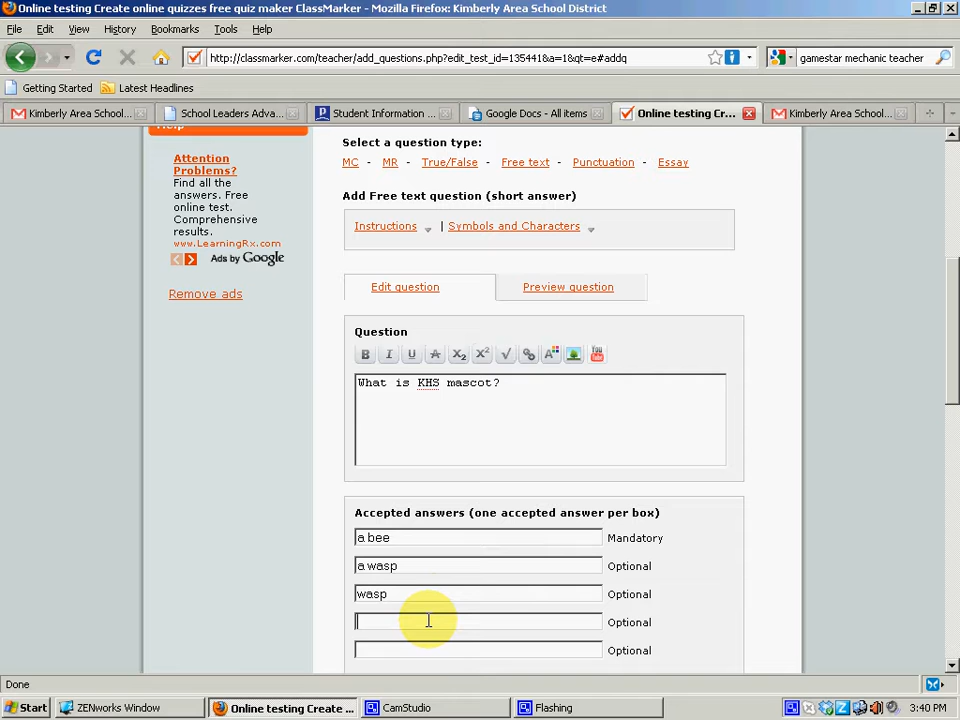 Online testing Create online quizzes free quiz maker ClassMarker - Mozilla Firefox: Kimberly Area School District
File Edit View History Bookmarks Tools Help
http://classmarker.com/teacher/add_questions.php?edit_test_id=135441&a=1&qt=e#addq
gamestar mechanic teacher
Getting Started Latest Headlines
Kimberly Area School... School Leaders Adva... Student Information ... Google Docs - All items Online testing Cr... Kimberly Area School...
Help
Attention
Problems?
Find all the
answers. Free
online test.
Comprehensive
results.
www.LearningRx.com
Ads by Google
Remove ads
Select a question type:
MC - MR - True/False - Free text - Punctuation - Essay
Add Free text question (short answer)
Instructions | Symbols and Characters
Edit question Preview question
Question
B I U A X2 X2 √ A You Tube
What is KHS mascot?
Accepted answers (one accepted answer per box)
a bee Mandatory
a wasp Optional
wasp Optional
Optional
Optional
Done
Start ZENworks Window Online testing Create ... CamStudio Flashing 3:40 PM